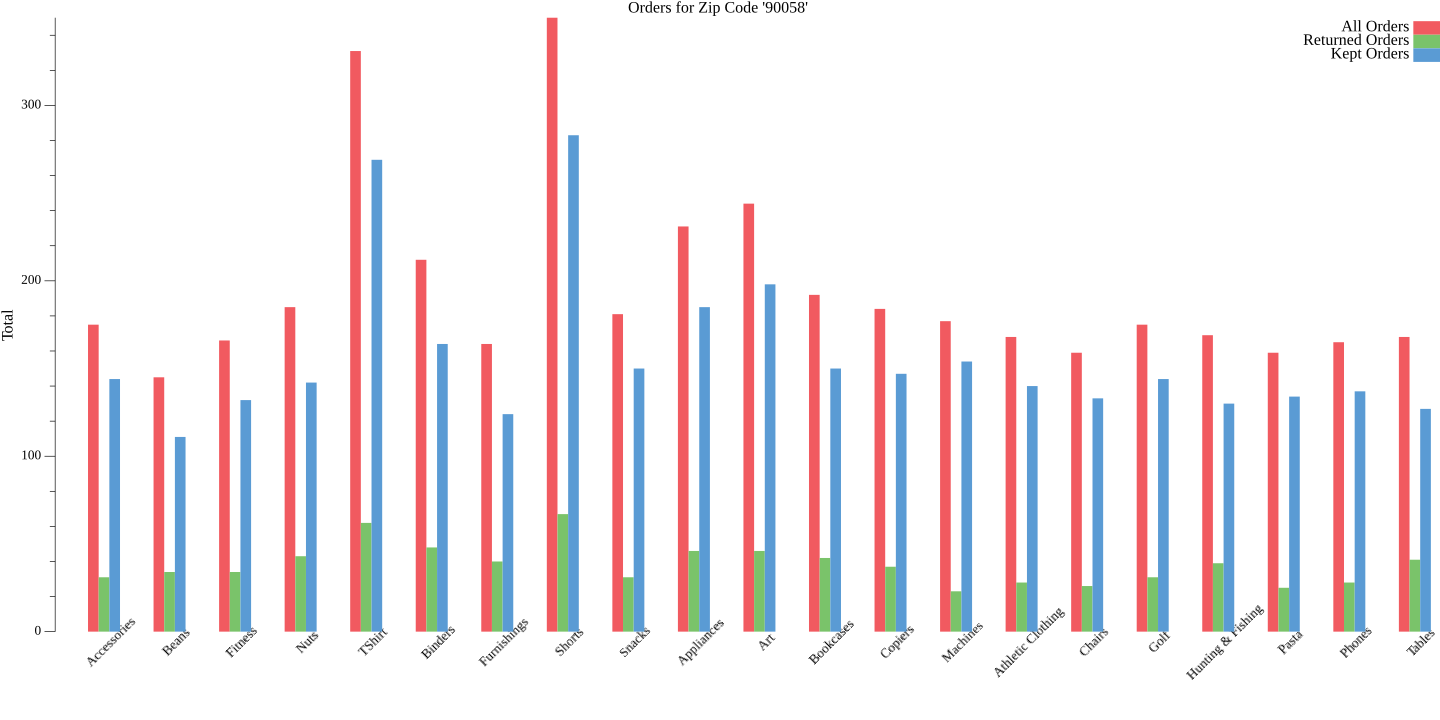 Orders for Zip Code '90058'
All Orders
Returned Orders
Kept Orders
Total
300
200
100
0
Accessories
Beans
Fitness
Nuts
TShirt
Binders
Furnishings
Shorts
Snacks
Appliances
Art
Bookcases
Copiers
Machines
Athletic Clothing
Chairs
Golf
Hunting & Fishing
Pasta
Phones
Tables